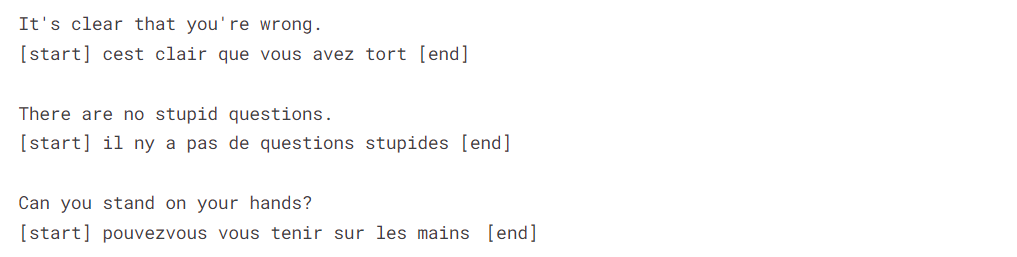 It's clear that you're wrong.
[start] cest clair que vous avez tort [end]
There are no stupid questions.
[start] il ny a pas de questions stupides [end]
Can you stand on your hands?
[start] pouvezvous vous tenir sur les mains  [end]